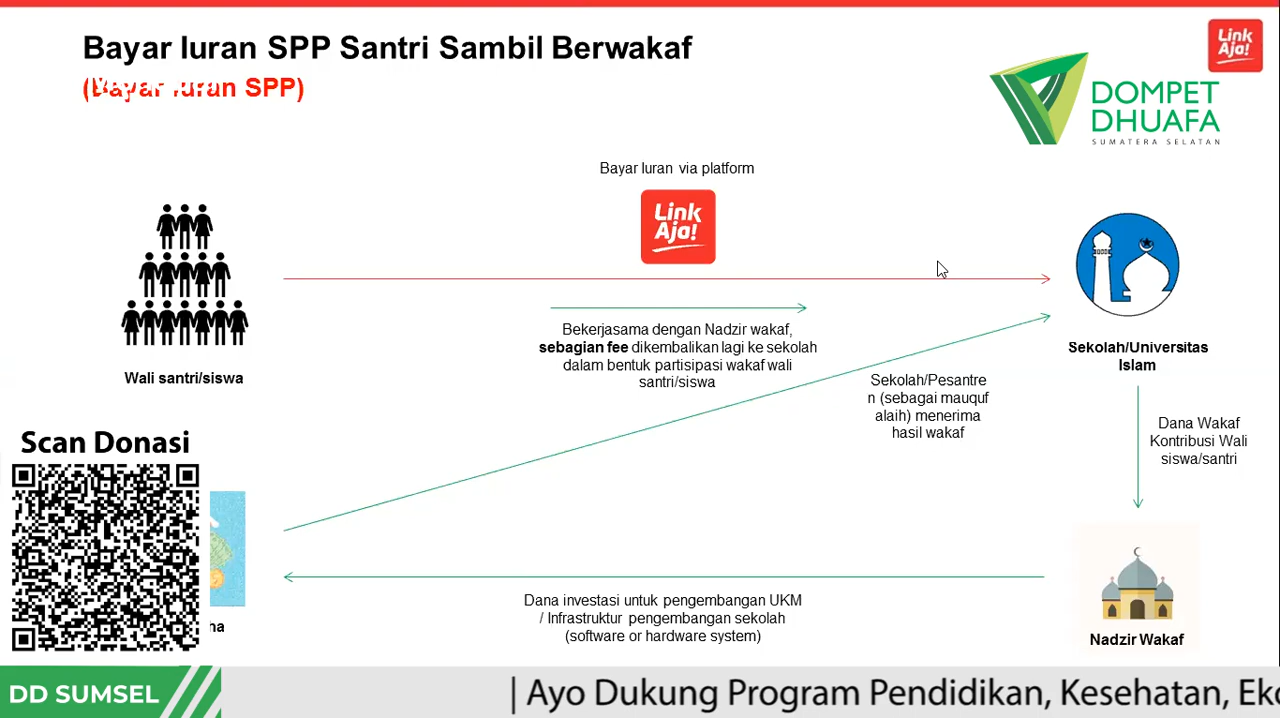 Bayar Iuran SPP Santri Sambil Berwakaf
(Bayar Iuran SPP)
Link
Aja!
DOMPET
DHUAFA
SUMATERA SELATAN
Bayar Iuran via platform
Link
Aja!
Bekerjasama dengan Nadzir wakaf,
sebagian fee dikembalikan lagi ke sekolah
dalam bentuk partisipasi wakaf wali
santri/siswa
Wali santri/siswa
Sekolah/Universitas
Islam
Sekolah/Pesantre
n (sebagai mauquf
alaih) menerima
hasil wakaf
Dana Wakaf
Kontribusi Wali
siswa/santri
Scan Donasi
ha
Dana investasi untuk pengembangan UKM
/ Infrastruktur pengembangan sekolah
(software or hardware system)
Nadzir Wakaf
DD SUMSEL
| Ayo Dukung Program Pendidikan, Kesehatan, Eko